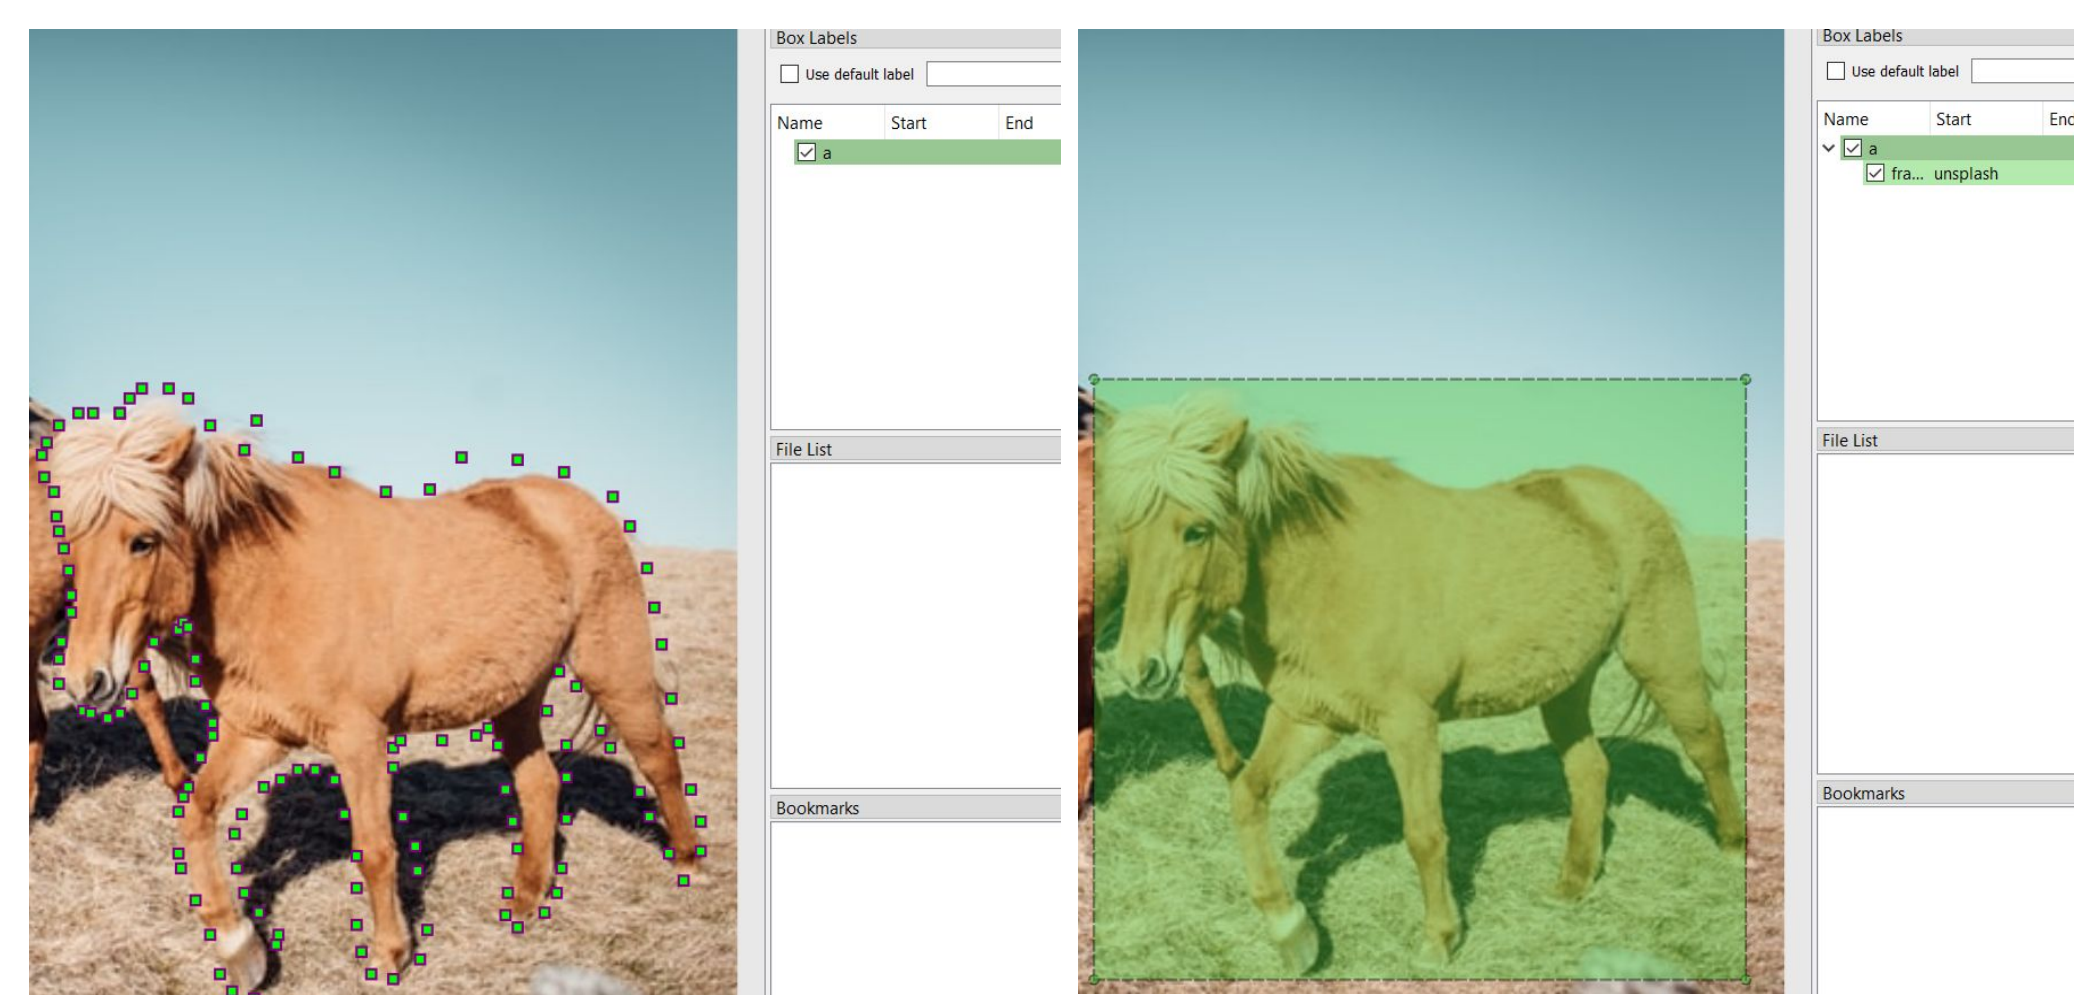 Box Labels
Use default label
Name Start End
a
File List
Bookmarks
Box Labels
Use default label
Name Start End
a
fra... unsplash
File List
Bookmarks